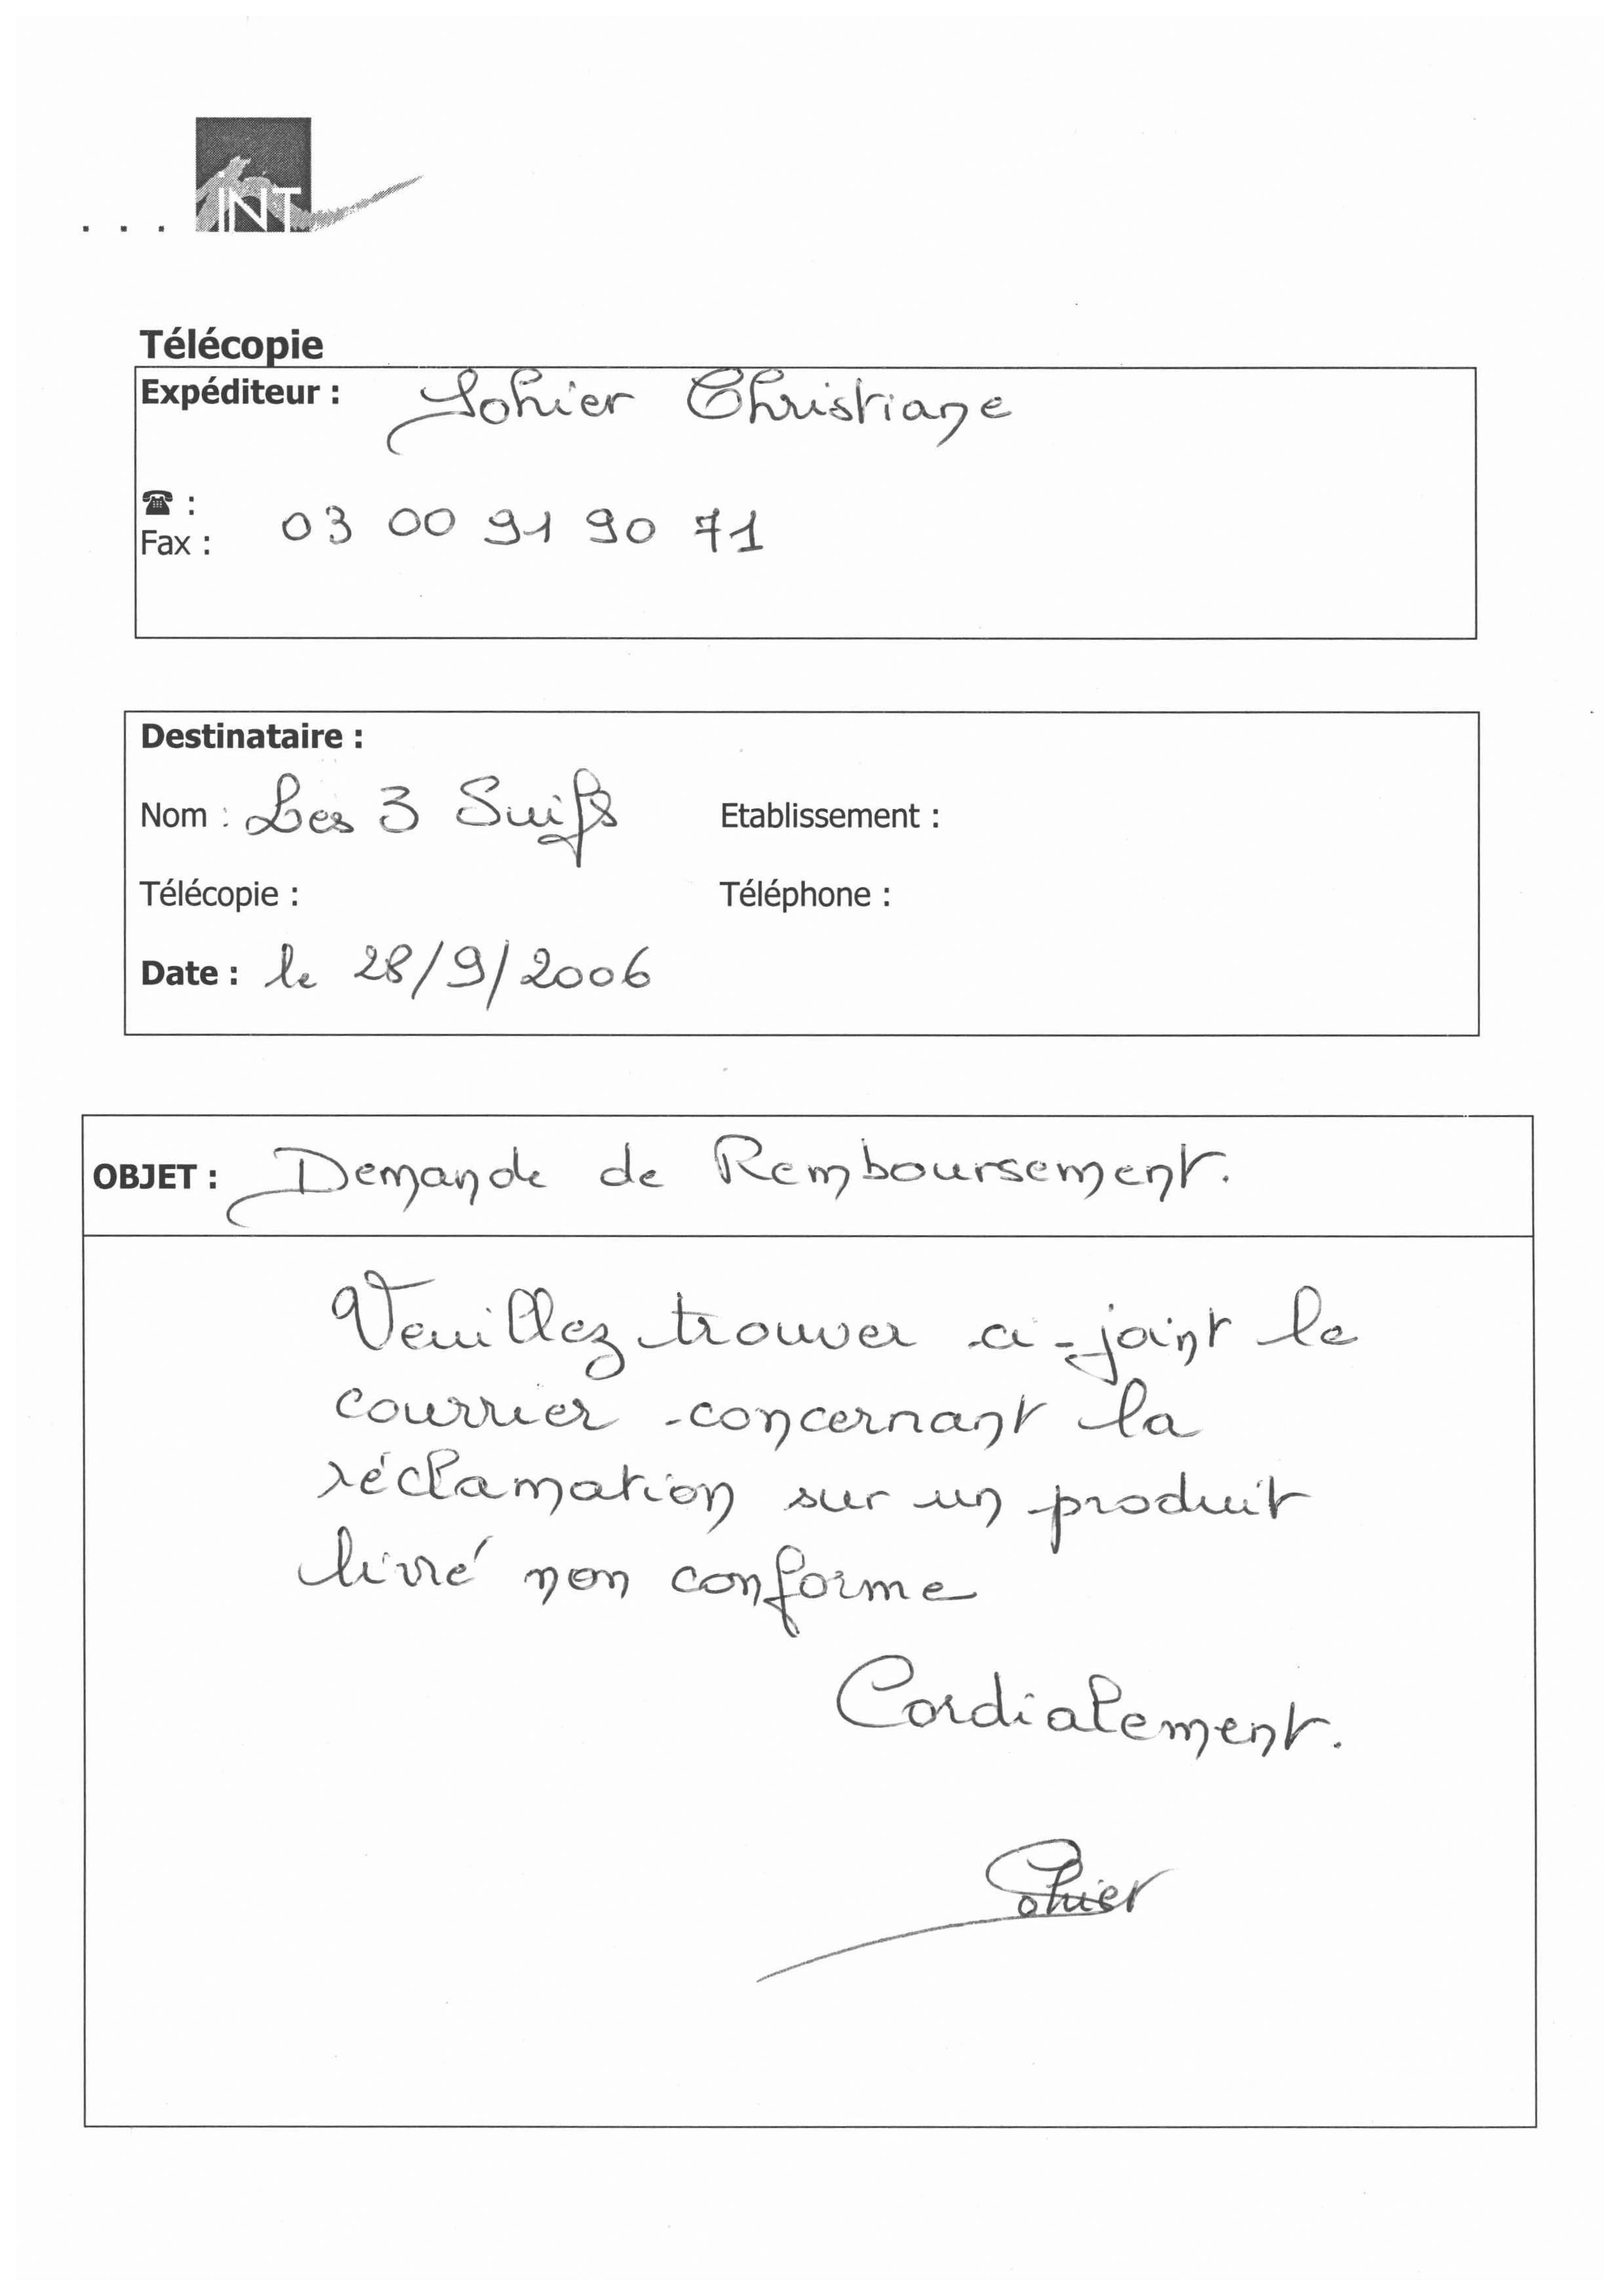 ... INT
Télécopie
Expéditeur : Sohier Christiane
☎ :
Fax : 03 00 91 90 71
Destinataire :
Nom : Les 3 Suifs Etablissement :
Télécopie : Téléphone :
Date : le 28/9/2006
OBJET : Demande de Remboursement.
Veuillez trouver ci-joint le
courrier concernant la
réclamation sur un produit
livré non conforme
Cordialement.
Sohier